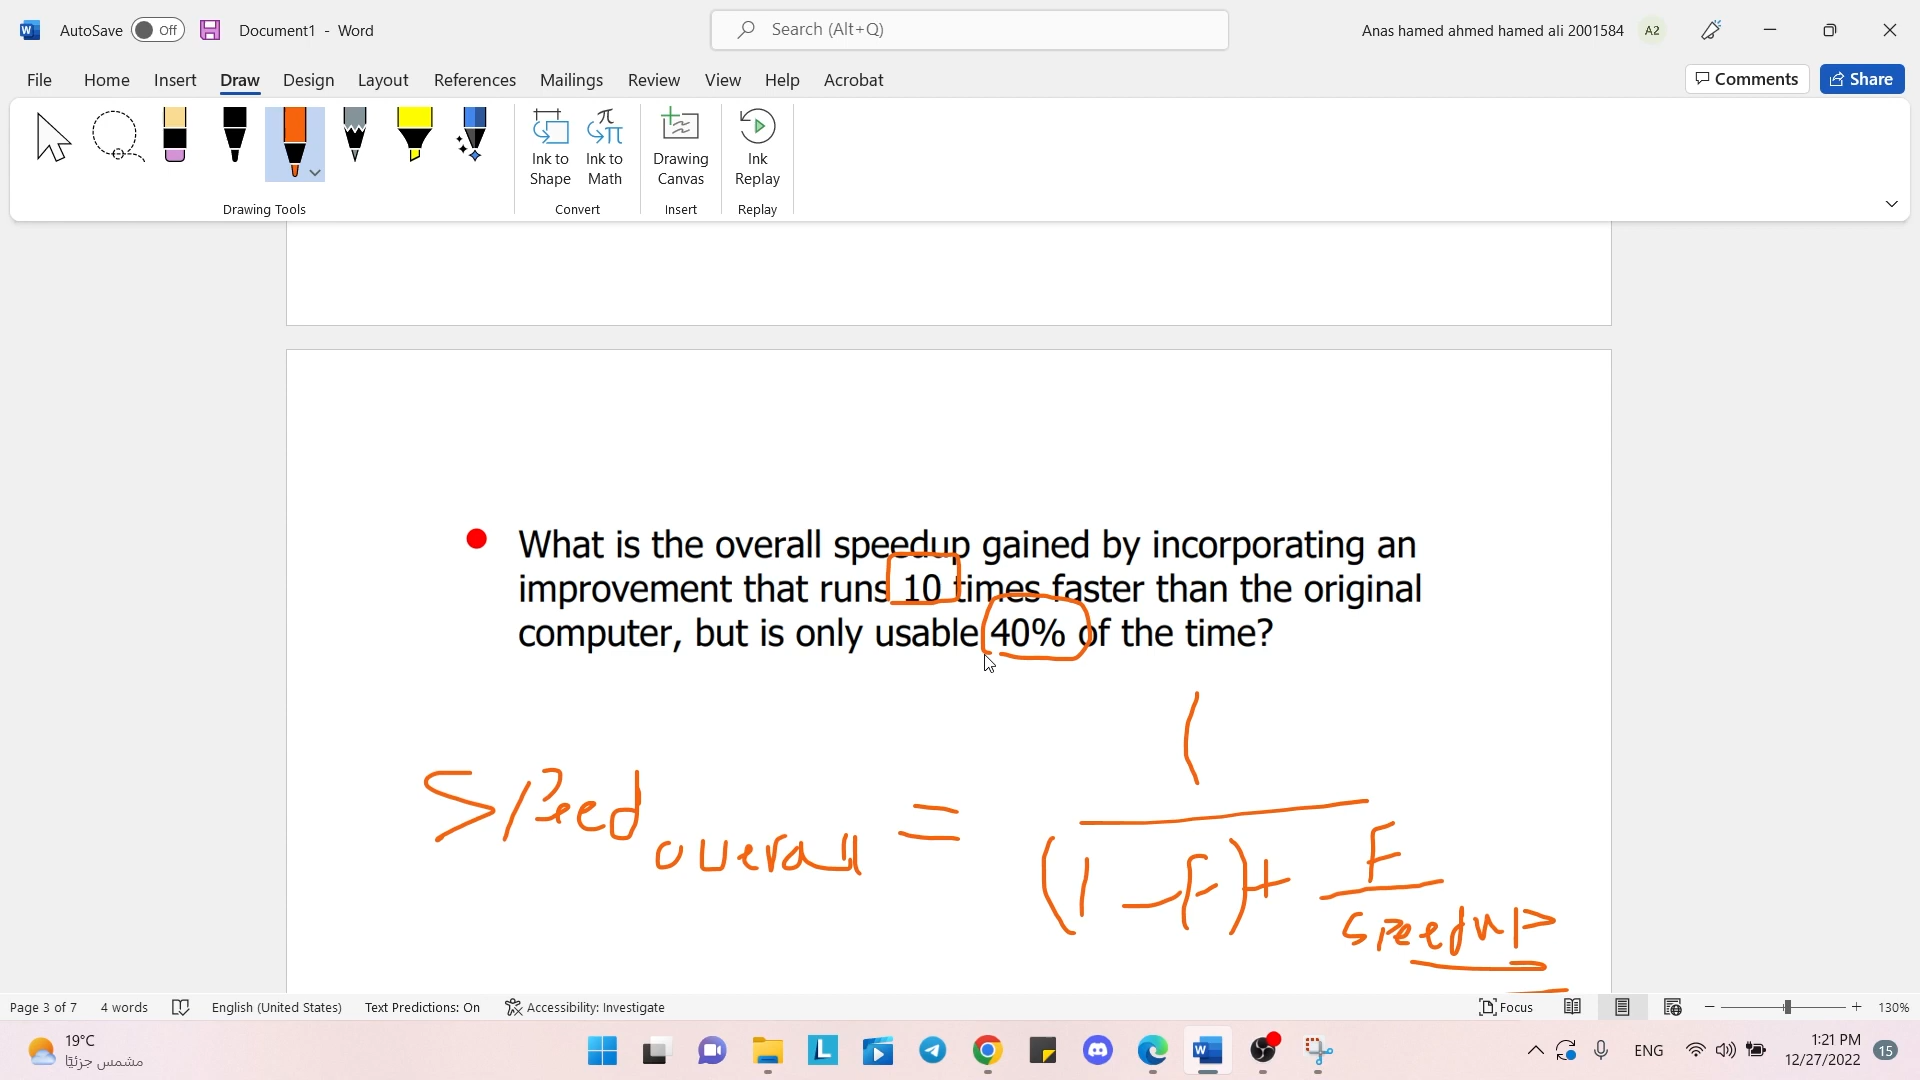 AutoSave Off Document1 - Word Search (Alt+Q) Anas hamed ahmed hamed ali 2001584 A2
File Home Insert Draw Design Layout References Mailings Review View Help Acrobat Comments Share
Ink to Shape
Ink to Math
Drawing Canvas
Ink Replay
Drawing Tools Convert Insert Replay
What is the overall speedup gained by incorporating an
improvement that runs 10 times faster than the original
computer, but is only usable 40% of the time?
Speed overall = 1
(1 - F) + F
speedup
Page 3 of 7 4 words English (United States) Text Predictions: On Accessibility: Investigate Focus 130%
19°C
مشمس جزئيًا
ENG 1:21 PM
12/27/2022 15